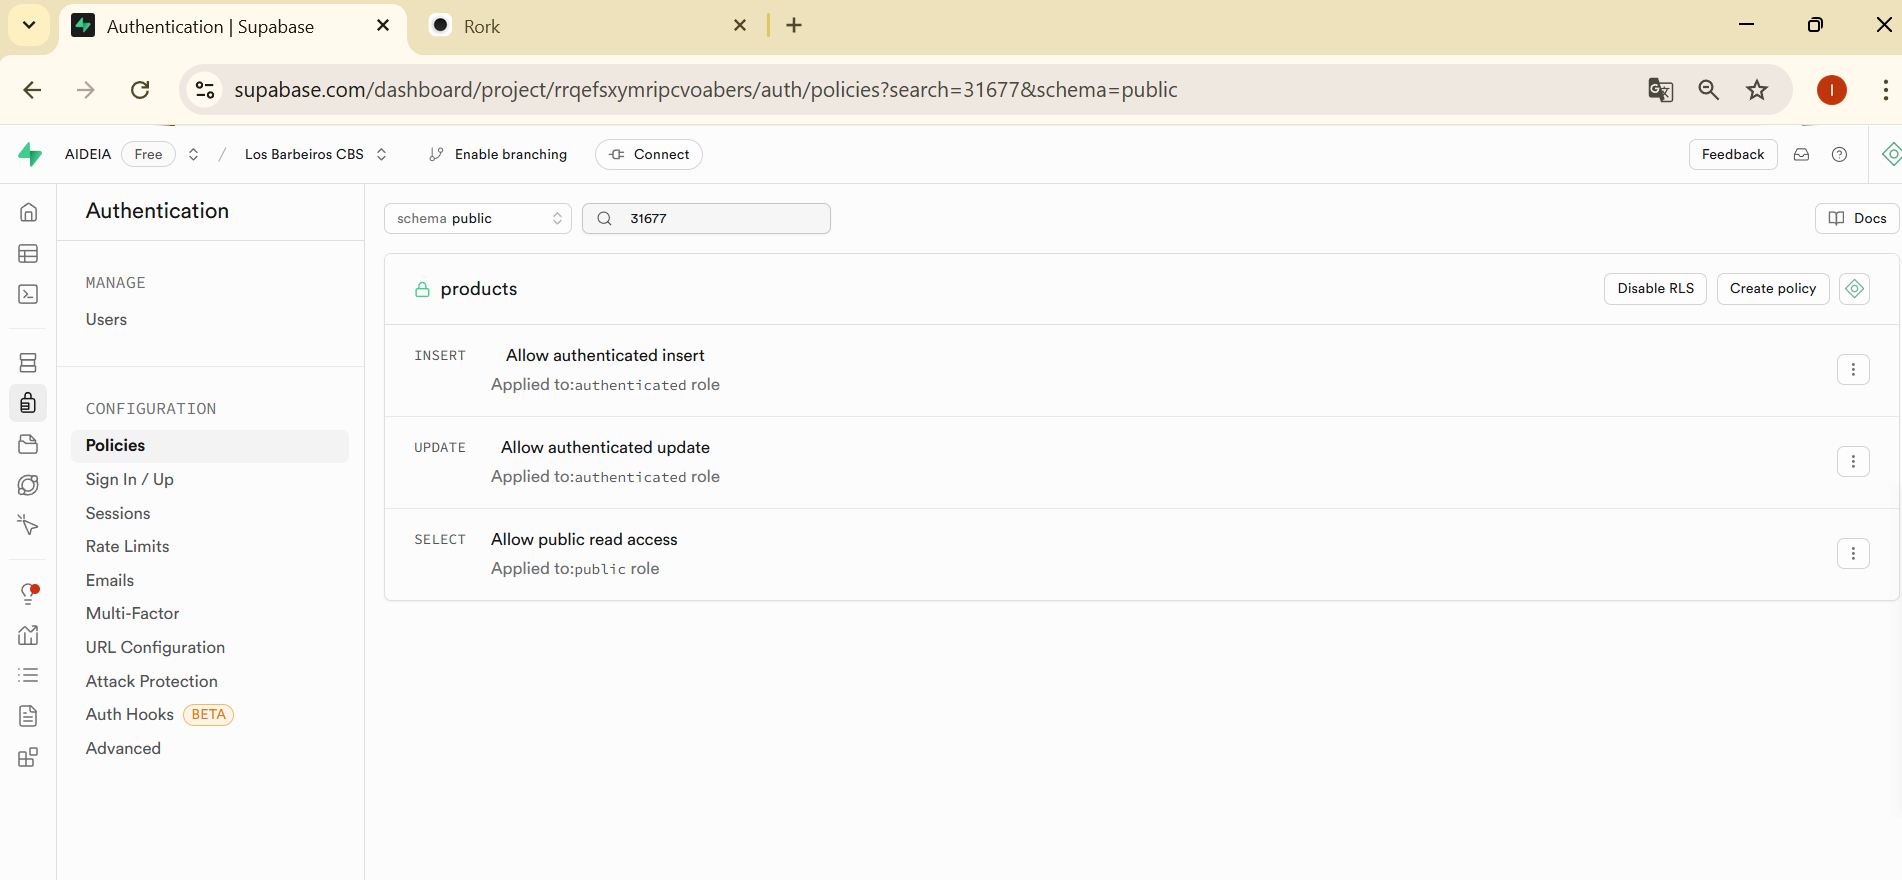 Authentication | Supabase
Rork
supabase.com/dashboard/project/rrqefsxymripcvoabers/auth/policies?search=31677&schema=public
I
AIDEIA Free / Los Barbeiros CBS Enable branching Connect Feedback
Authentication
schema public 31677 Docs
MANAGE
Users
CONFIGURATION
Policies
Sign In / Up
Sessions
Rate Limits
Emails
Multi-Factor
URL Configuration
Attack Protection
Auth Hooks BETA
Advanced
products Disable RLS Create policy
INSERT Allow authenticated insert
Applied to:authenticated role
UPDATE Allow authenticated update
Applied to:authenticated role
SELECT Allow public read access
Applied to:public role